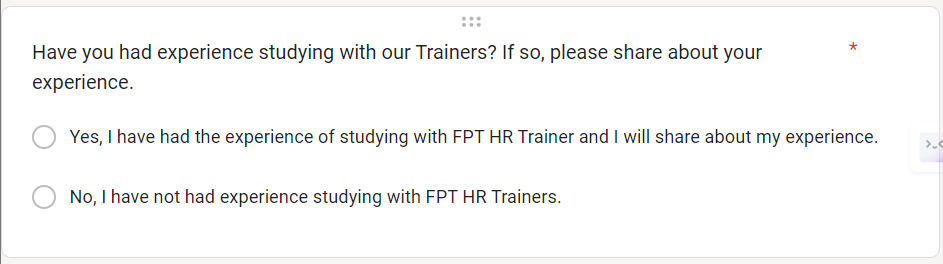 Have you had experience studying with our Trainers? If so, please share about your *
experience.
Yes, I have had the experience of studying with FPT HR Trainer and I will share about my experience.
No, I have not had experience studying with FPT HR Trainers.